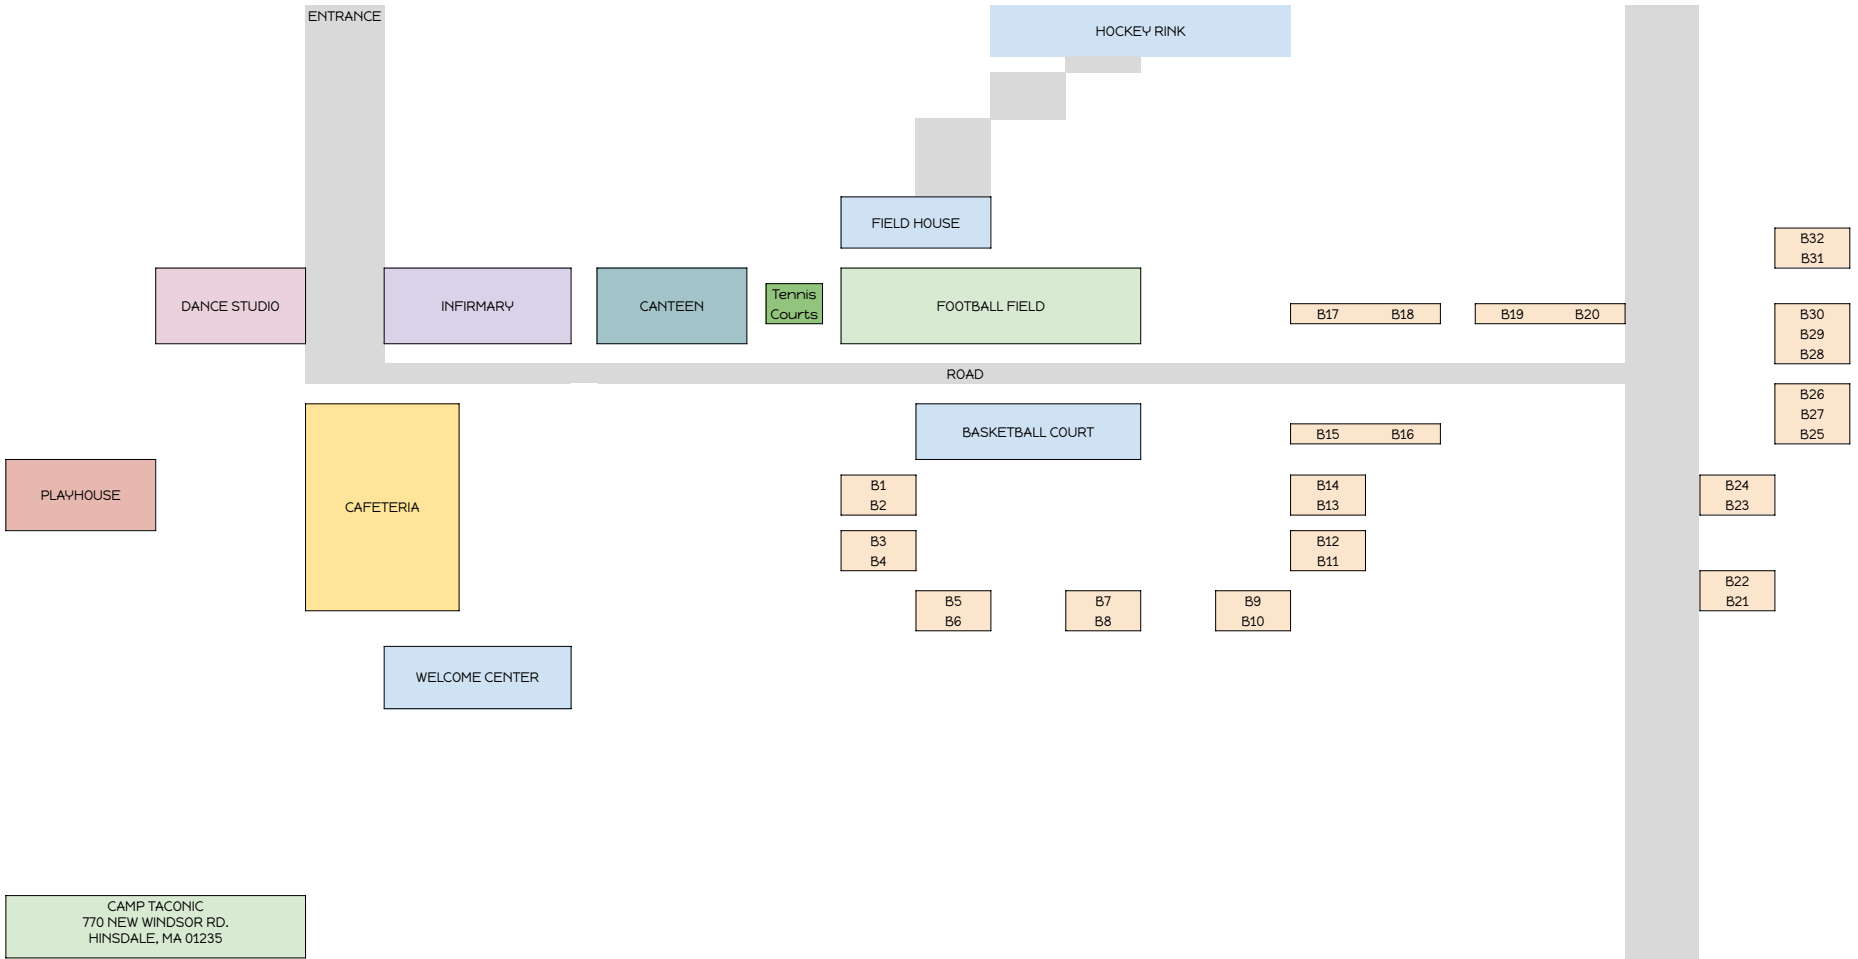 ENTRANCE
HOCKEY RINK
FIELD HOUSE
B32
B31
DANCE STUDIO
INFIRMARY
CANTEEN
Tennis
Courts
FOOTBALL FIELD
B17 B18
B19 B20
B30
B29
B28
ROAD
B26
B27
B25
CAFETERIA
BASKETBALL COURT
B15 B16
PLAYHOUSE
B1
B2
B14
B13
B24
B23
B3
B4
B12
B11
B22
B21
B5
B6
B7
B8
B9
B10
WELCOME CENTER
CAMP TACONIC
770 NEW WINDSOR RD.
HINSDALE, MA 01235